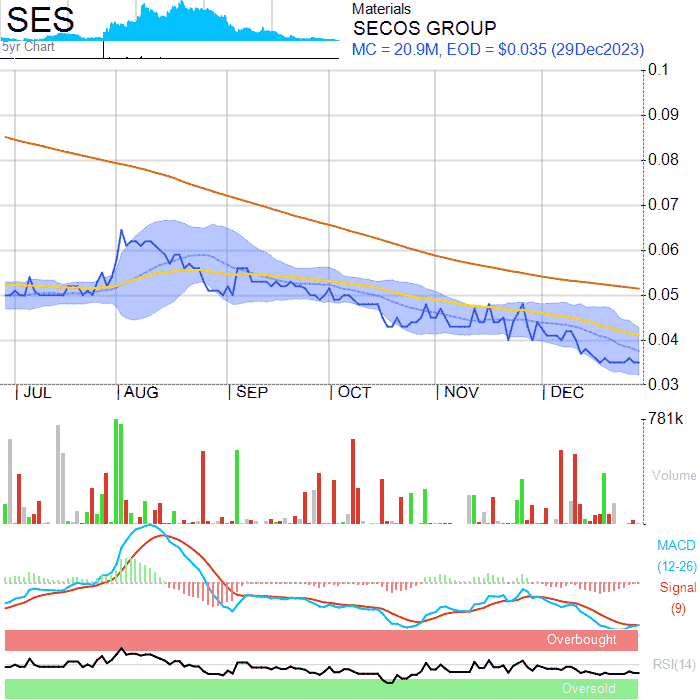 SES
5yr Chart
Materials
SECOS GROUP
MC = 20.9M, EOD = $0.035 (29Dec2023)
0.1
0.09
0.08
0.07
0.06
0.05
0.04
0.03
JUL AUG SEP OCT NOV DEC
781k
Volume
MACD
(12-26)
Signal
(9)
Overbought
RSI(14)
Oversold